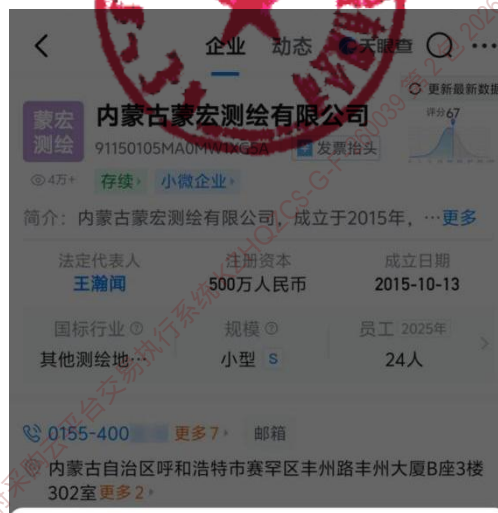 企业 动态 天眼查
更新最新数据
蒙宏测绘
内蒙古蒙宏测绘有限公司
评分67
91150105MA0MW1XG5A 发票抬头
4万+ 存续 小微企业
简介：内蒙古蒙宏测绘有限公司，成立于2015年，…更多
法定代表人 注册资本 成立日期
王瀚闻 500万人民币 2015-10-13
国标行业 规模 员工 2025年
其他测绘地… 小型 S 24人
0155-400 更多7 邮箱
内蒙古自治区呼和浩特市赛罕区丰州路丰州大厦B座3楼
302室更多2